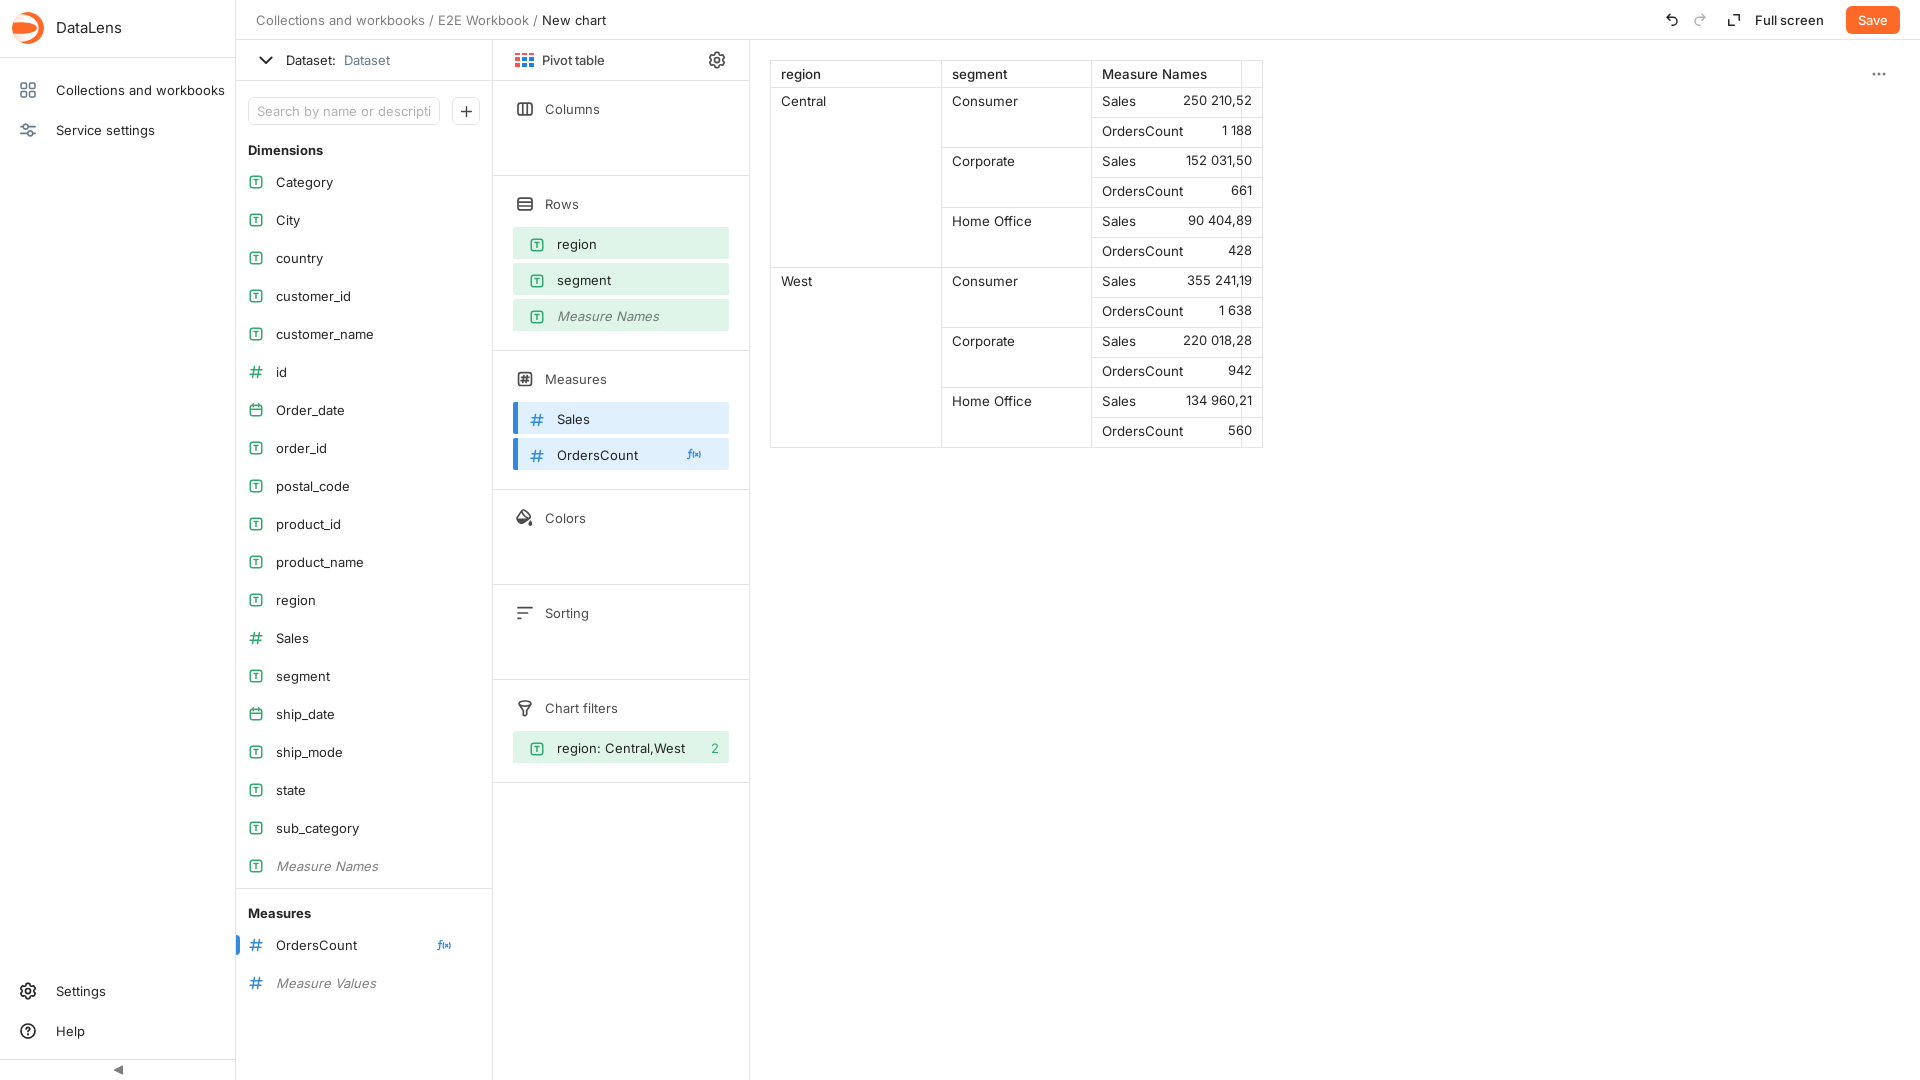 DataLens
Collections and workbooks
Service settings
Settings
Help
Collections and workbooks / E2E Workbook / New chart
Full screen
Save
Dataset: Dataset
Search by name or descripti
Dimensions
Category
City
country
customer_id
customer_name
id
Order_date
order_id
postal_code
product_id
product_name
region
Sales
segment
ship_date
ship_mode
state
sub_category
Measure Names
Measures
OrdersCount f(x)
Measure Values
Pivot table
Columns
Rows
region
segment
Measure Names
Measures
Sales
OrdersCount f(x)
Colors
Sorting
Chart filters
region: Central,West 2
region segment Measure Names
Central Consumer Sales 250 210,52
OrdersCount 1 188
Corporate Sales 152 031,50
OrdersCount 661
Home Office Sales 90 404,89
OrdersCount 428
West Consumer Sales 355 241,19
OrdersCount 1 638
Corporate Sales 220 018,28
OrdersCount 942
Home Office Sales 134 960,21
OrdersCount 560